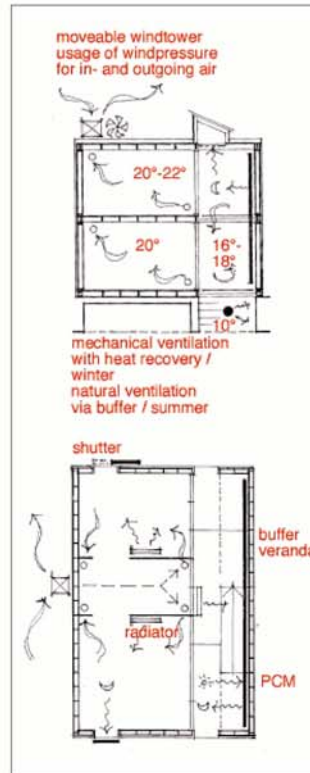 moveable windtower
usage of windpressure
for in- and outgoing air
20°-22°
20°
16°-
18°
10°
mechanical ventilation
with heat recovery /
winter
natural ventilation
via buffer / summer
shutter
buffer
veranda
radiator
PCM